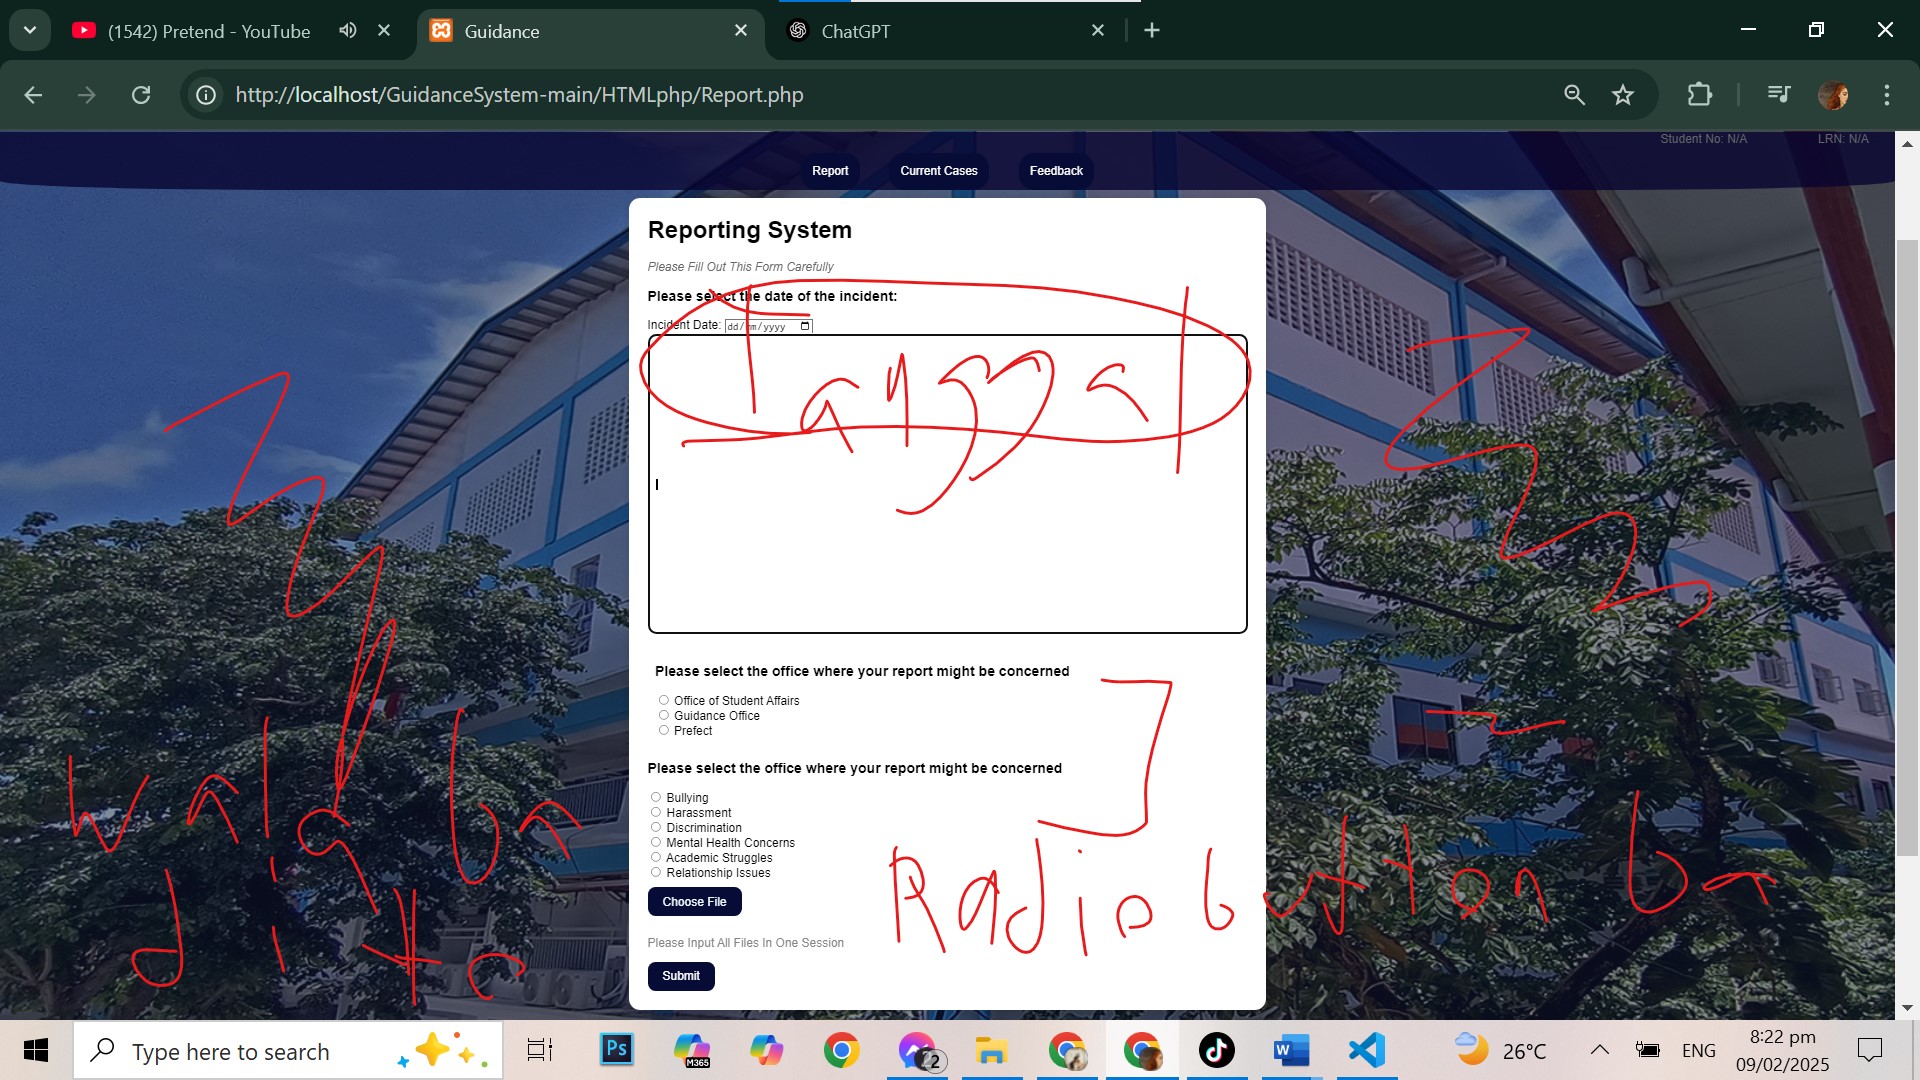 (1542) Pretend - YouTube
Guidance
ChatGPT
http://localhost/GuidanceSystem-main/HTMLphp/Report.php
Student No: N/A
LRN: N/A
Report
Current Cases
Feedback
Reporting System
Please Fill Out This Form Carefully
Please select the date of the incident:
Incident Date: dd/mm/yyyy
Tanggal
Please select the office where your report might be concerned
Office of Student Affairs
Guidance Office
Prefect
Please select the office where your report might be concerned
Bullying
Harassment
Discrimination
Mental Health Concerns
Academic Struggles
Relationship Issues
Choose File
Please Input All Files In One Session
Submit
wala ba
dito
Radio button ba
Type here to search
Ps
M365
22
W
26°C
ENG
8:22 pm
09/02/2025